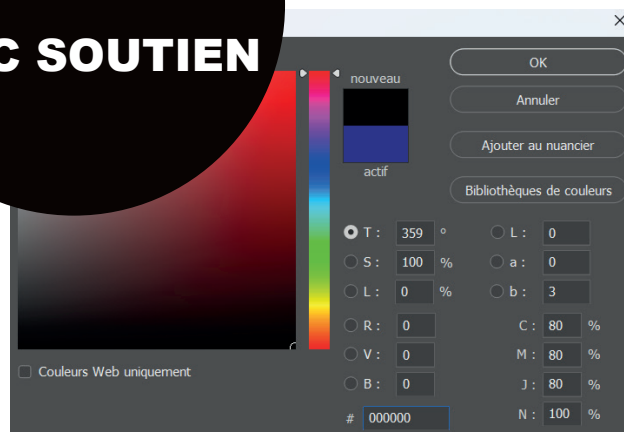 C SOUTIEN
nouveau
actif
OK
Annuler
Ajouter au nuancier
Bibliothèques de couleurs
T : 359 °
L : 0
S : 100 %
a : 0
L : 0 %
b : 3
R : 0
C : 80 %
V : 0
M : 80 %
B : 0
J : 80 %
# 000000
N : 100 %
Couleurs Web uniquement